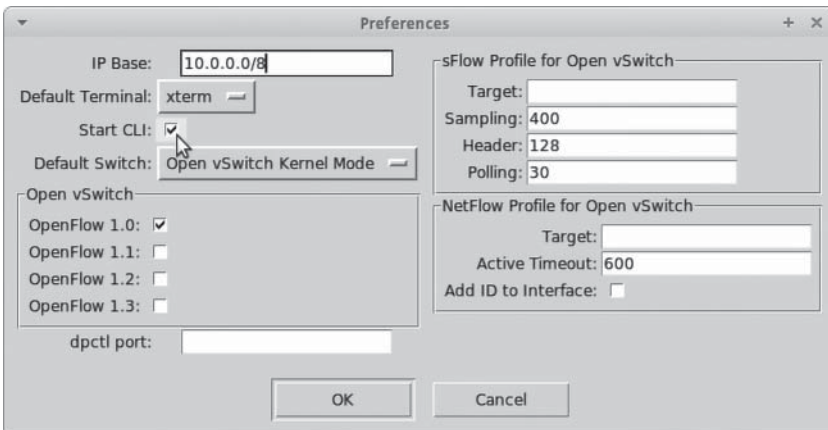 Preferences
IP Base: 10.0.0.0/8
Default Terminal: xterm
Start CLI:
Default Switch: Open vSwitch Kernel Mode
Open vSwitch
OpenFlow 1.0:
OpenFlow 1.1:
OpenFlow 1.2:
OpenFlow 1.3:
dpctl port:
sFlow Profile for Open vSwitch
Target:
Sampling: 400
Header: 128
Polling: 30
NetFlow Profile for Open vSwitch
Target:
Active Timeout: 600
Add ID to Interface:
OK
Cancel